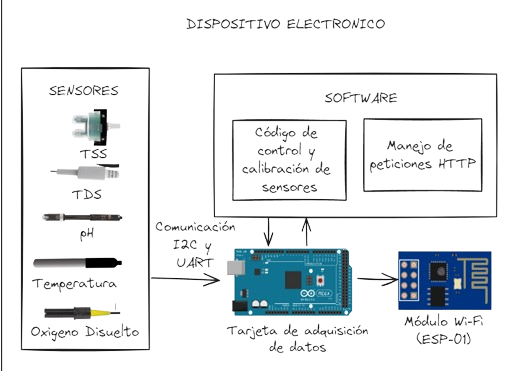 DISPOSITIVO ELECTRONICO
SENSORES
TSS
TDS
pH
Temperatura
Oxigeno Disuelto
Comunicación
I2C y
UART
SOFTWARE
Código de
control y
calibración de
sensores
Manejo de
peticiones HTTP
MEGA
Tarjeta de adquisición
de datos
Módulo Wi-Fi
(ESP-01)